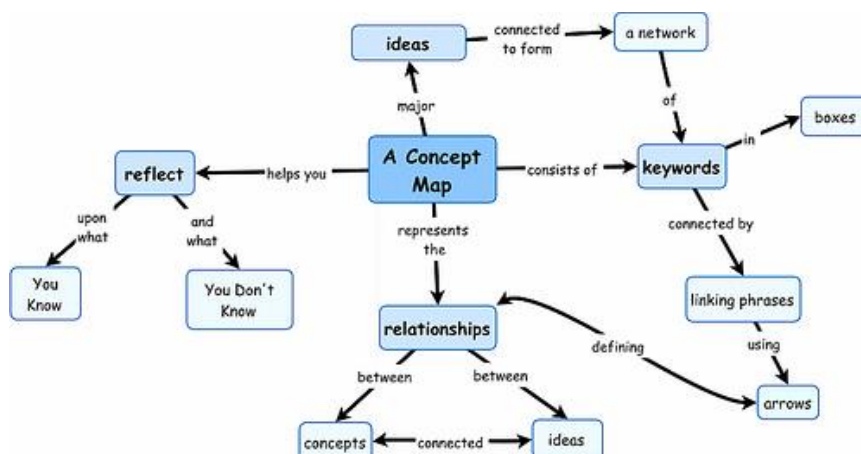 connected
to form
ideas
a network
major
of
boxes
in
A Concept
Map
reflect
helps you
consists of
keywords
upon
what
and
what
represents
the
connected by
You
Know
You Don't
Know
linking phrases
relationships
defining
using
between
between
arrows
concepts
connected
ideas